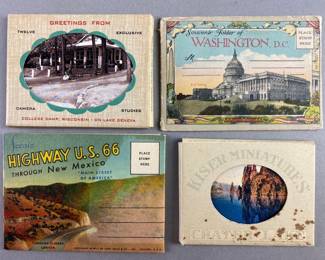 GREETINGS FROM
TWELVE EXCLUSIVE
CAMERA STUDIES
COLLEGE CAMP, WISCONSIN - ON LAKE GENEVA
Souvenir Folder of
WASHINGTON, D.C.
PLACE
STAMP
HERE
Scenic
HIGHWAY U.S. 66
THROUGH New Mexico
"MAIN STREET
OF AMERICA"
PLACE
STAMP
HERE
KISER MINIATURES